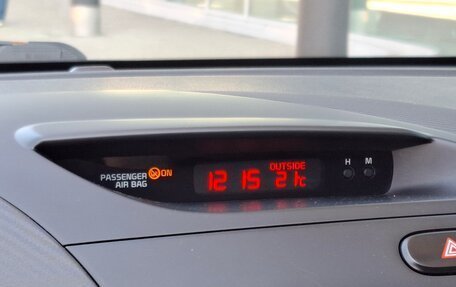 OUTSIDE
H M
PASSENGER ON
AIR BAG
12 15 21°C